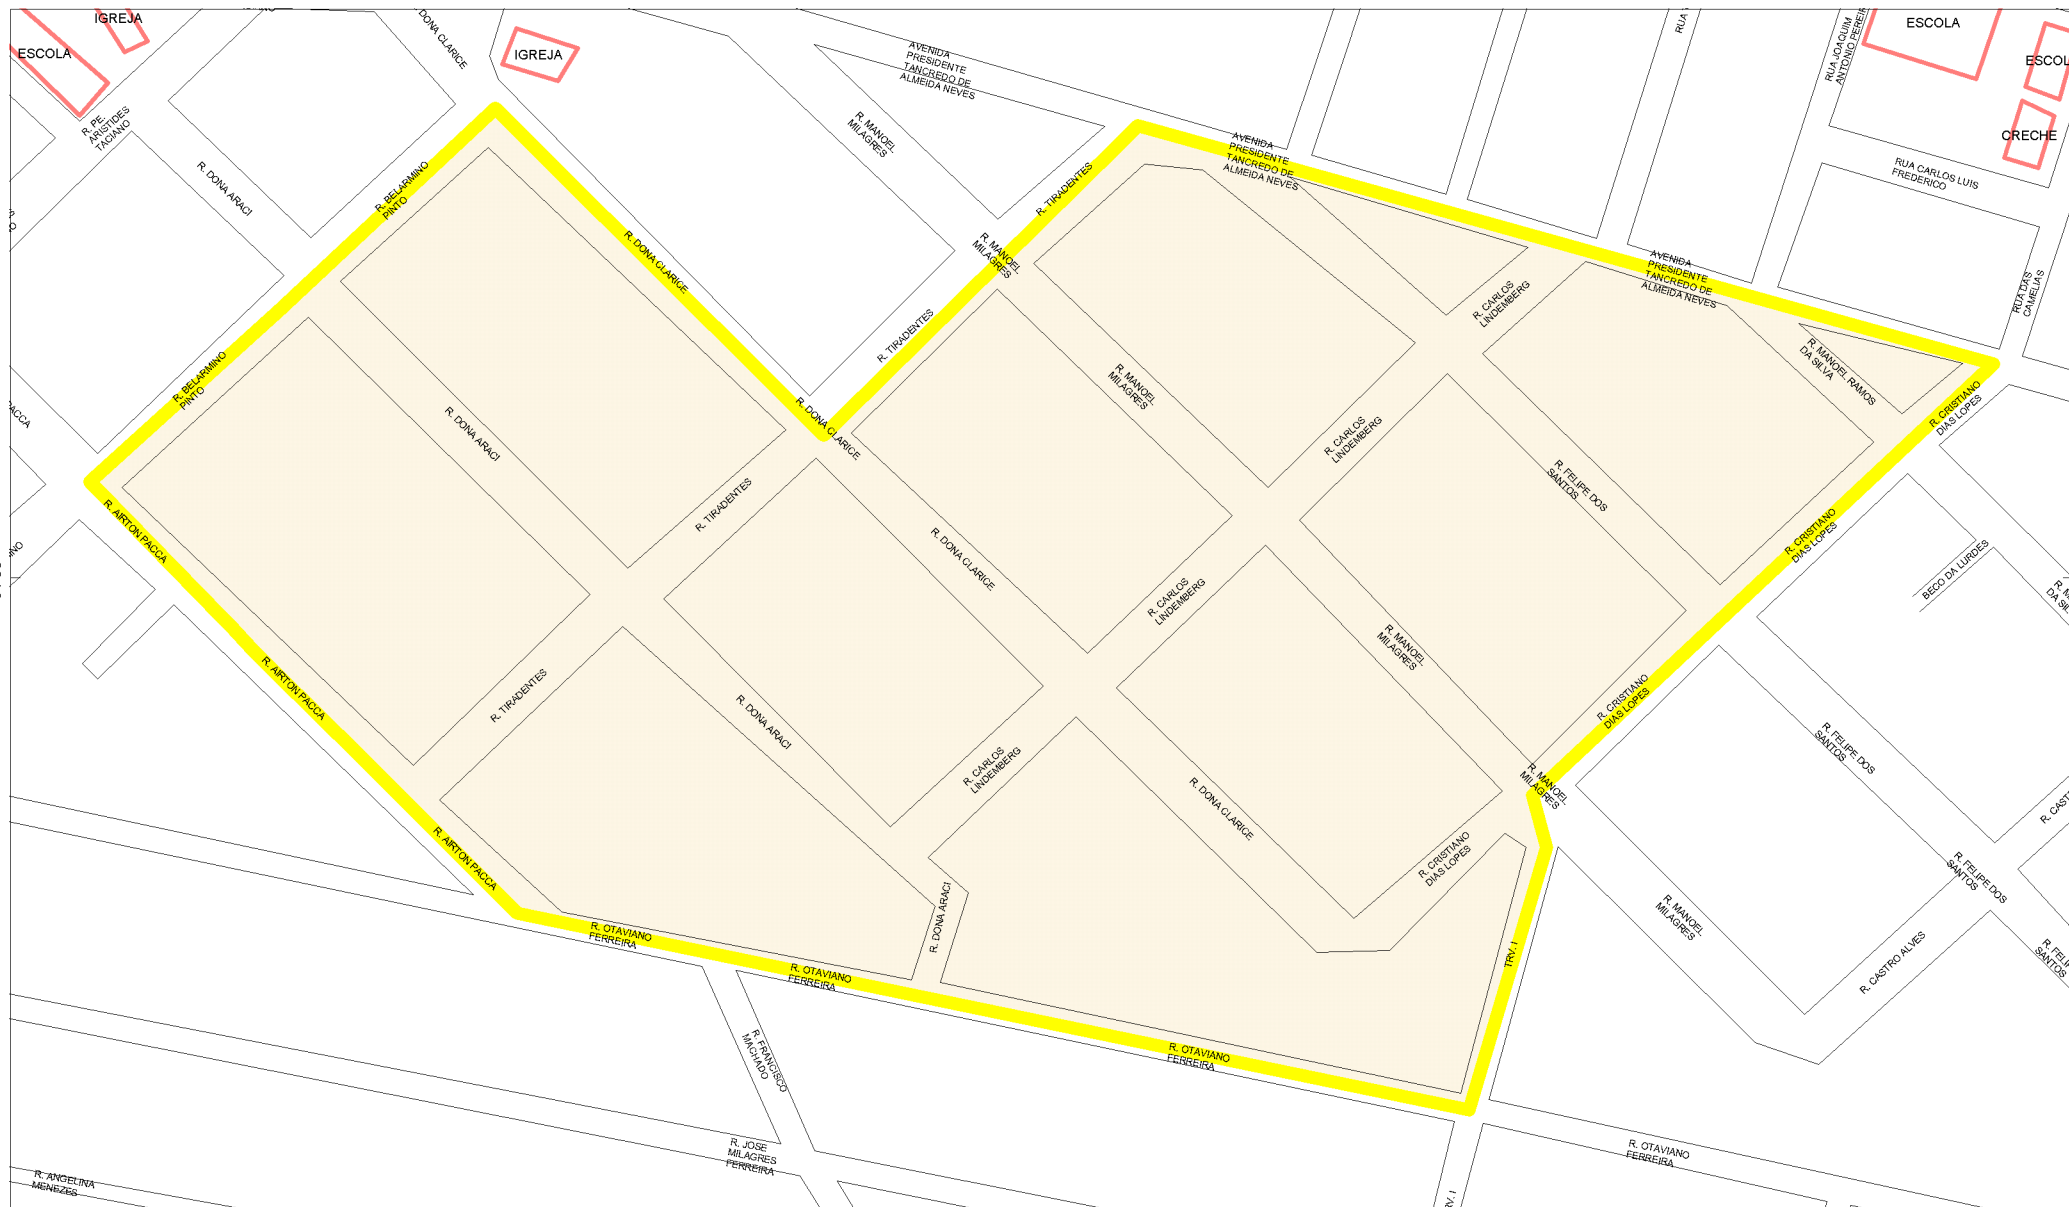 IGREJA
ESCOLA
IGREJA
ESCOLA
CRECHE
R. PE.
ARISTIDES
TACIANO
R. DONA ARACI
R. BELARMINO
PINTO
DONA CLARICE
R. MANOEL
MILAGRES
AVENIDA
PRESIDENTE
TANCREDO DE
ALMEIDA NEVES
AVENIDA
PRESIDENTE
TANCREDO DE
ALMEIDA NEVES
R. TIRADENTES
R. MANOEL
MILAGRES
R. DONA CLARICE
RUA JOAQUIM
RUA CARLOS LUIS
FREDERICO
RUA DAS
CAMELIAS
AVENIDA
PRESIDENTE
TANCREDO DE
ALMEIDA NEVES
R. CARLOS
LINDEMBERG
R. TIRADENTES
R. BELARMINO
PINTO
R. MANOEL
MILAGRES
R. MANOEL RAMOS
DA SILVA
R. CRISTIANO
DIAS LOPES
R. DONA ARACI
R. DONA CLARICE
R. CARLOS
LINDEMBERG
R. FELIPE DOS
SANTOS
R. TIRADENTES
R. AIRTON PACCA
R. DONA CLARICE
R. CRISTIANO
DIAS LOPES
BECO DA LURDES
R. CARLOS
LINDEMBERG
R. MANOEL
MILAGRES
R. AIRTON PACCA
R. TIRADENTES
R. DONA ARACI
R. CRISTIANO
DIAS LOPES
R. FELIPE DOS
SANTOS
R. CARLOS
LINDEMBERG
R. DONA CLARICE
R. MANOEL
MILAGRES
R. AIRTON PACCA
R. CRISTIANO
DIAS LOPES
R. FELIPE DOS
SANTOS
R. DONA ARACI
R. OTAVIANO
FERREIRA
TRV. I
R. MANOEL
MILAGRES
R. CASTRO ALVES
R. OTAVIANO
FERREIRA
R. FRANCISCO
MACHADO
R. OTAVIANO
FERREIRA
R. JOSE
MILAGRES
FERREIRA
R. OTAVIANO
FERREIRA
R. ANGELINA
MENEZES